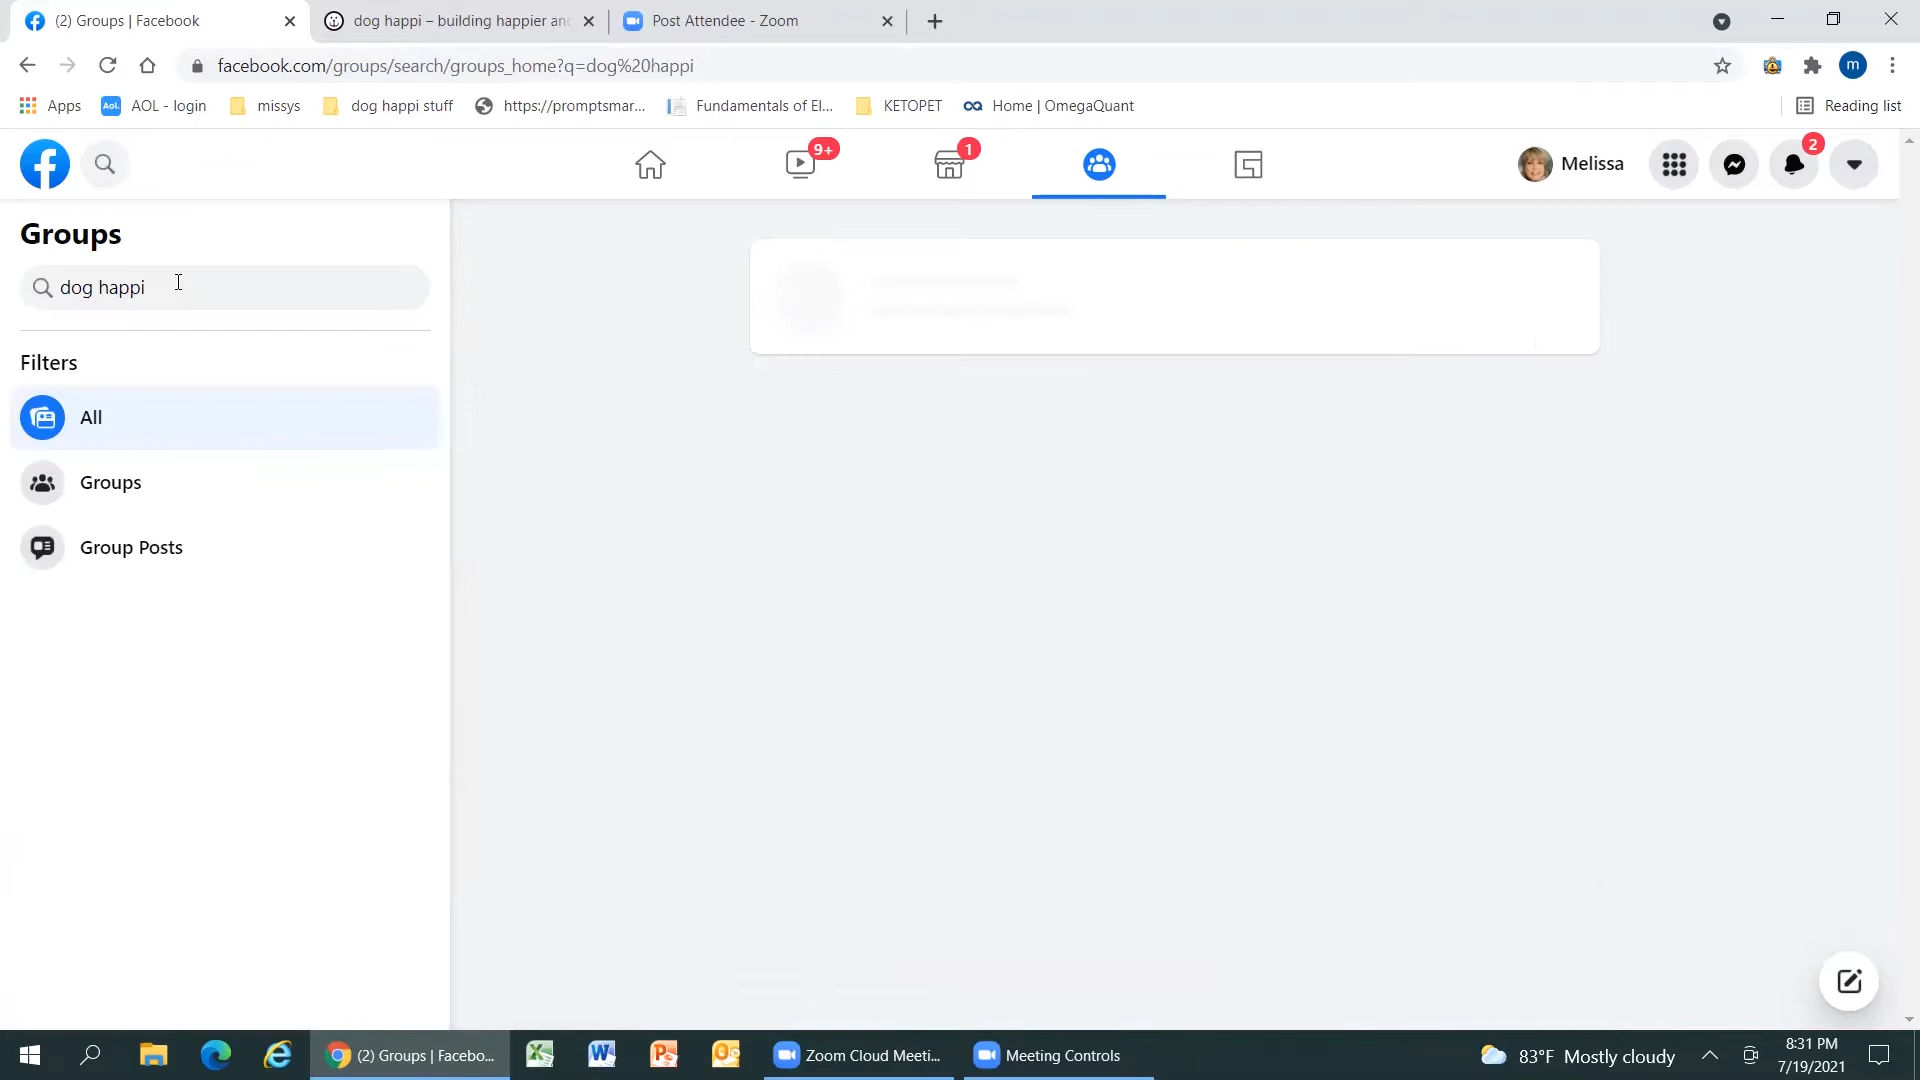 (2) Groups | Facebook
dog happi – building happier an
Post Attendee - Zoom
facebook.com/groups/search/groups_home?q=dog%20happi
m
Apps
Aol.
AOL - login
missys
dog happi stuff
https://promptsmar...
Fundamentals of El...
KETOPET
Home | OmegaQuant
Reading list
9+
1
Melissa
2
Groups
dog happi
Filters
All
Groups
Group Posts
(2) Groups | Facebo...
Zoom Cloud Meeti...
Meeting Controls
83°F Mostly cloudy
8:31 PM
7/19/2021